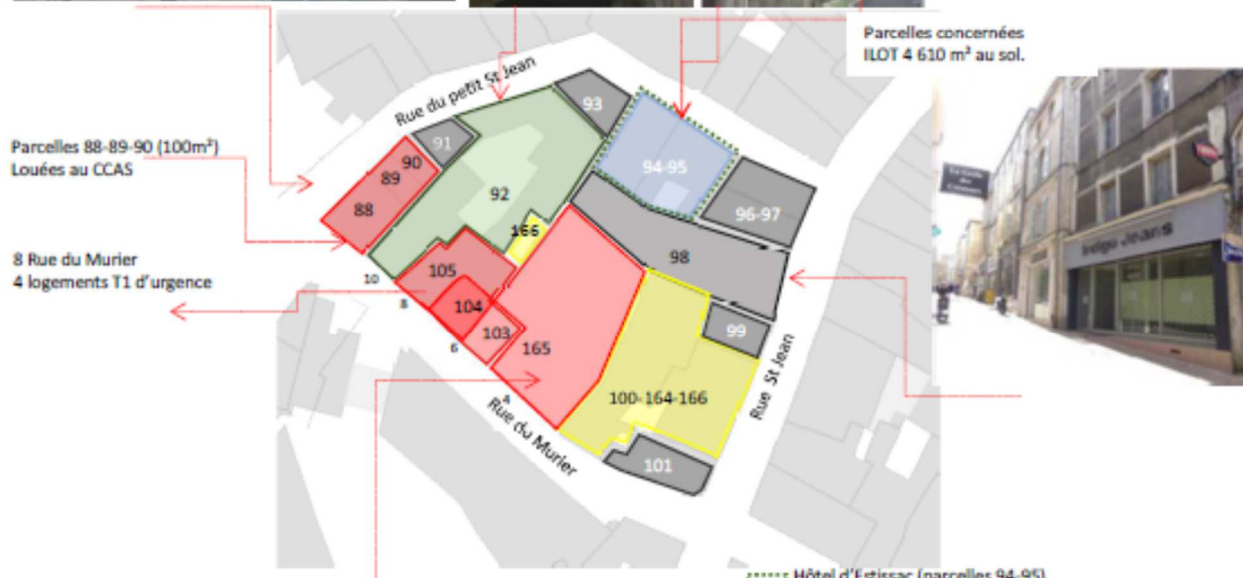 Parcelles concernées
ILOT 4 610 m² au sol.
Rue du petit St Jean
93
91
90
89
88
Parcelles 88-89-90 (100m²)
Louées au CCAS
94-95
92
96-97
166
98
8 Rue du Murier
4 logements T1 d'urgence
10
105
8
104
103
6
165
99
100-164-166
4
Rue du Murier
Rue St Jean
101
Indigo Jeans
Hôtel d'Estissac (parcelles 94-95)